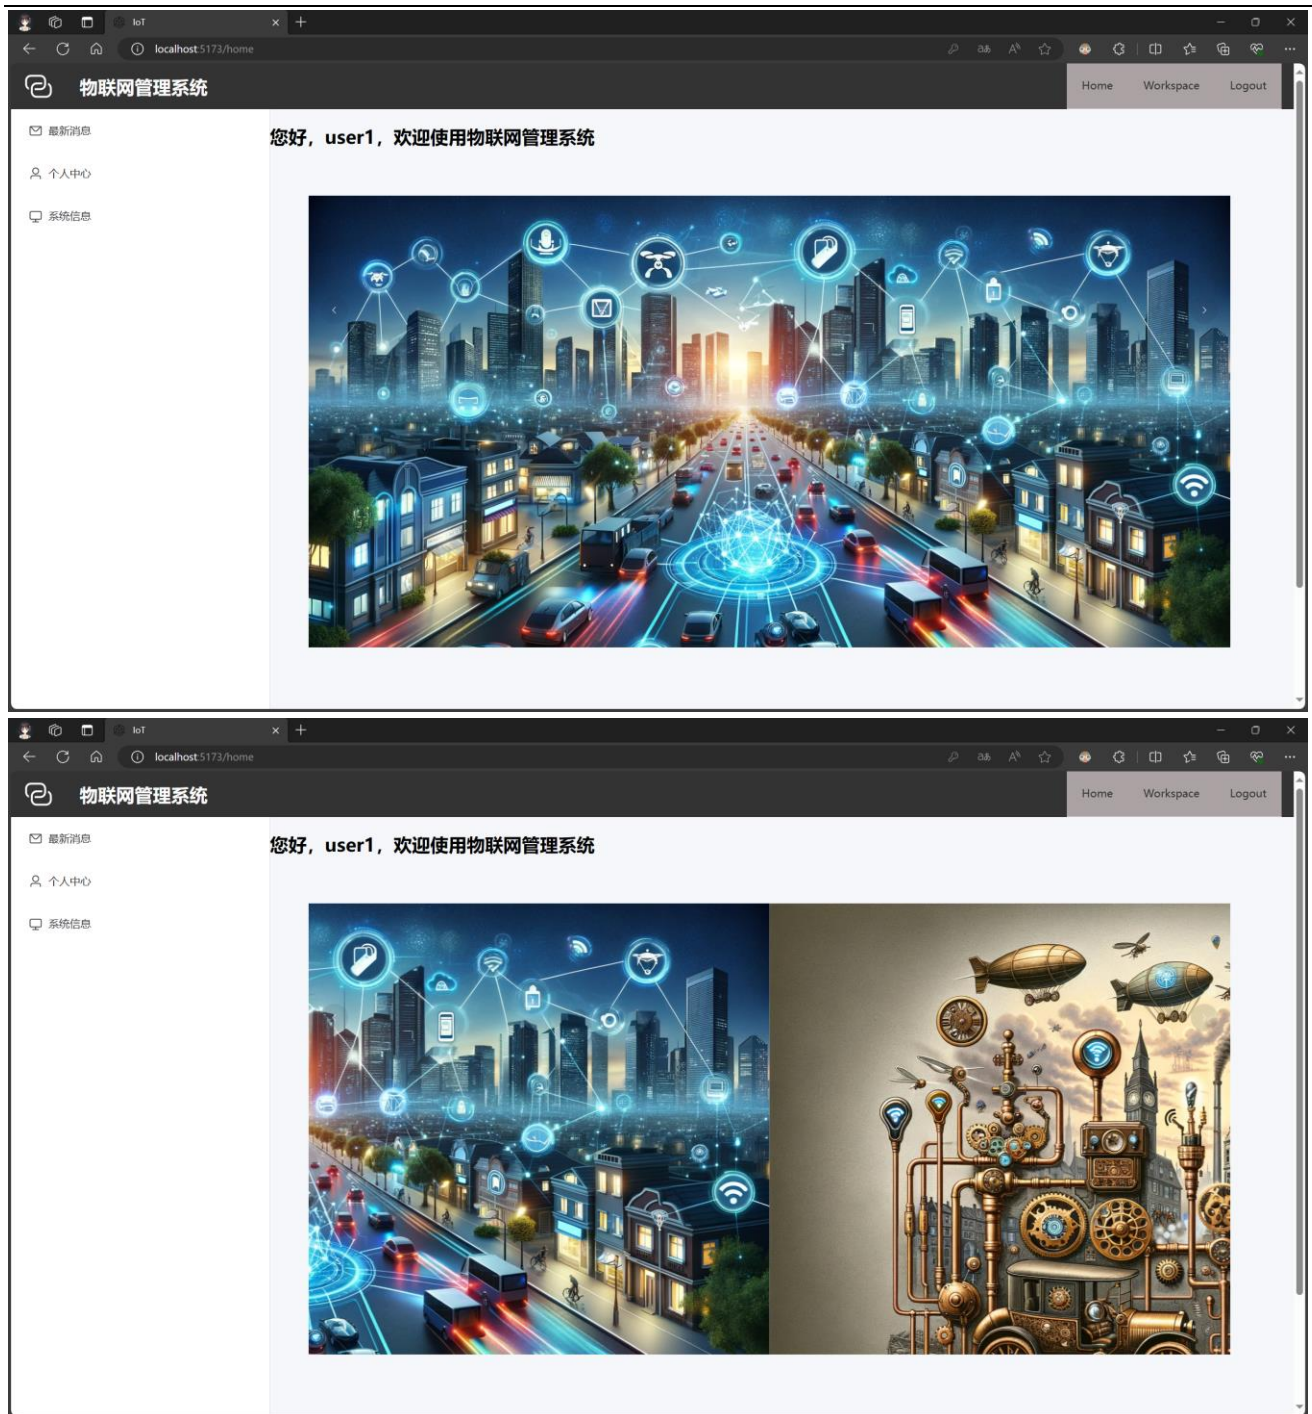 IoT
localhost:5173/home
物联网管理系统
Home Workspace Logout
最新消息
个人中心
系统信息
您好，user1，欢迎使用物联网管理系统
IoT
localhost:5173/home
物联网管理系统
Home Workspace Logout
最新消息
个人中心
系统信息
您好，user1，欢迎使用物联网管理系统